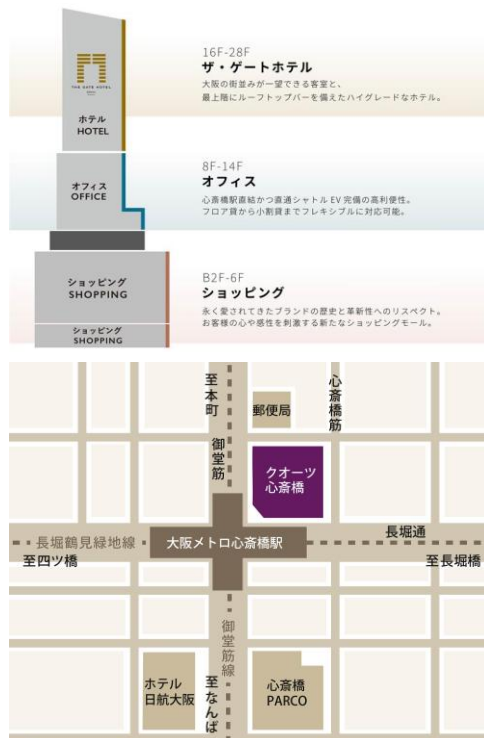 THE GATE HOTEL
ホテル
HOTEL
16F-28F
ザ・ゲートホテル
大阪の街並みが一望できる客室と、
最上階にルーフトップバーを備えたハイグレードなホテル。
オフィス
OFFICE
8F-14F
オフィス
心斎橋駅直結かつ直通シャトルEV完備の高利便性。
フロア貸から小割貸までフレキシブルに対応可能。
ショッピング
SHOPPING
ショッピング
SHOPPING
B2F-6F
ショッピング
永く愛されてきたブランドの歴史と革新性へのリスペクト。
お客様の心や感性を刺激する新たなショッピングモール。
至本町
御堂筋
郵便局
心斎橋筋
クオーツ
心斎橋
長堀鶴見緑地線
至四ツ橋
大阪メトロ心斎橋駅
長堀通
至長堀橋
御堂筋線
至なんば
ホテル
日航大阪
心斎橋
PARCO